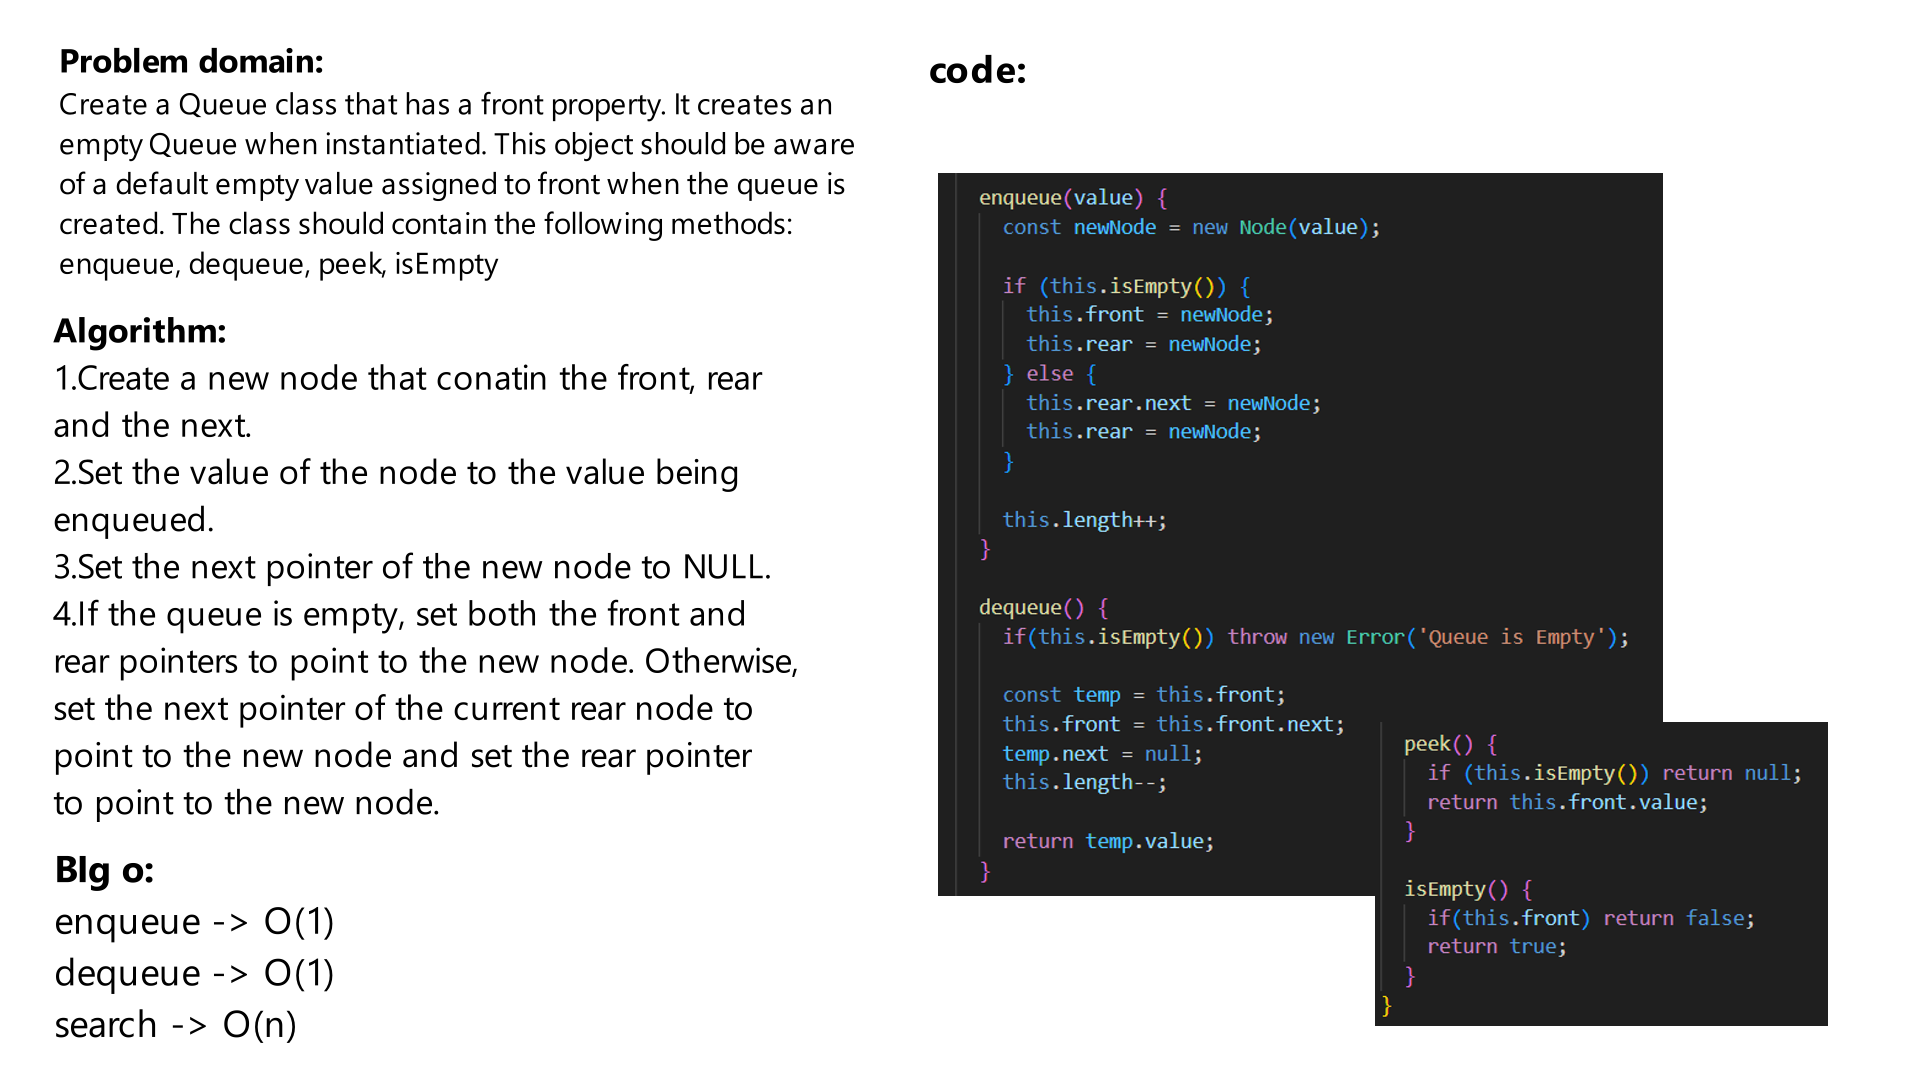 Problem domain:
Create a Queue class that has a front property. It creates an
empty Queue when instantiated. This object should be aware
of a default empty value assigned to front when the queue is
created. The class should contain the following methods:
enqueue, dequeue, peek, isEmpty
Algorithm:
1.Create a new node that conatin the front, rear
and the next.
2.Set the value of the node to the value being
enqueued.
3.Set the next pointer of the new node to NULL.
4.If the queue is empty, set both the front and
rear pointers to point to the new node. Otherwise,
set the next pointer of the current rear node to
point to the new node and set the rear pointer
to point to the new node.
BIg o:
enqueue -> O(1)
dequeue -> O(1)
search -> O(n)
code:
enqueue(value) {
const newNode = new Node(value);
if (this.isEmpty()) {
this.front = newNode;
this.rear = newNode;
} else {
this.rear.next = newNode;
this.rear = newNode;
}
this.length++;
}
dequeue() {
if(this.isEmpty()) throw new Error('Queue is Empty');
const temp = this.front;
this.front = this.front.next;
temp.next = null;
this.length--;
return temp.value;
}
peek() {
if (this.isEmpty()) return null;
return this.front.value;
}
isEmpty() {
if(this.front) return false;
return true;
}
}